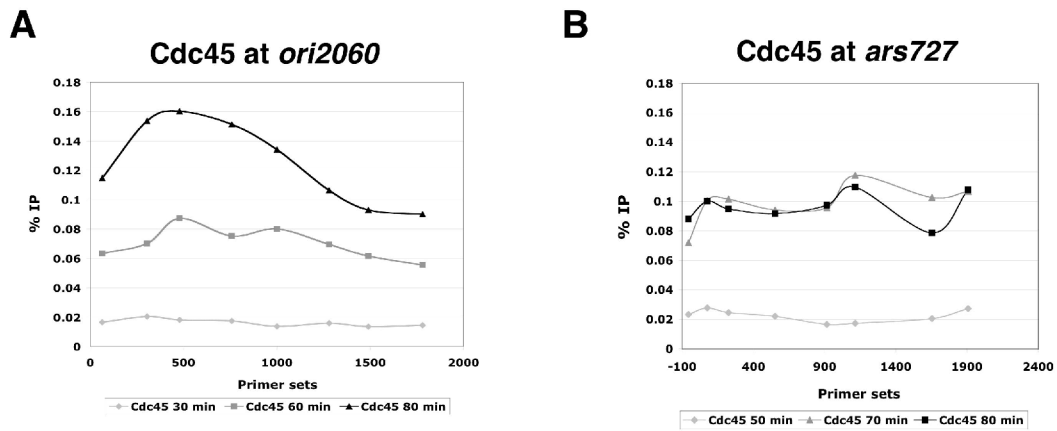 A
Cdc45 at ori2060
0.18
0.16
0.14
0.12
0.1
0.08
0.06
0.04
0.02
0
% IP
0 500 1000 1500 2000
Primer sets
Cdc45 30 min Cdc45 60 min Cdc45 80 min
B
Cdc45 at ars727
0.18
0.16
0.14
0.12
0.1
0.08
0.06
0.04
0.02
0
% IP
-100 400 900 1400 1900 2400
Primer sets
Cdc45 50 min Cdc45 70 min Cdc45 80 min